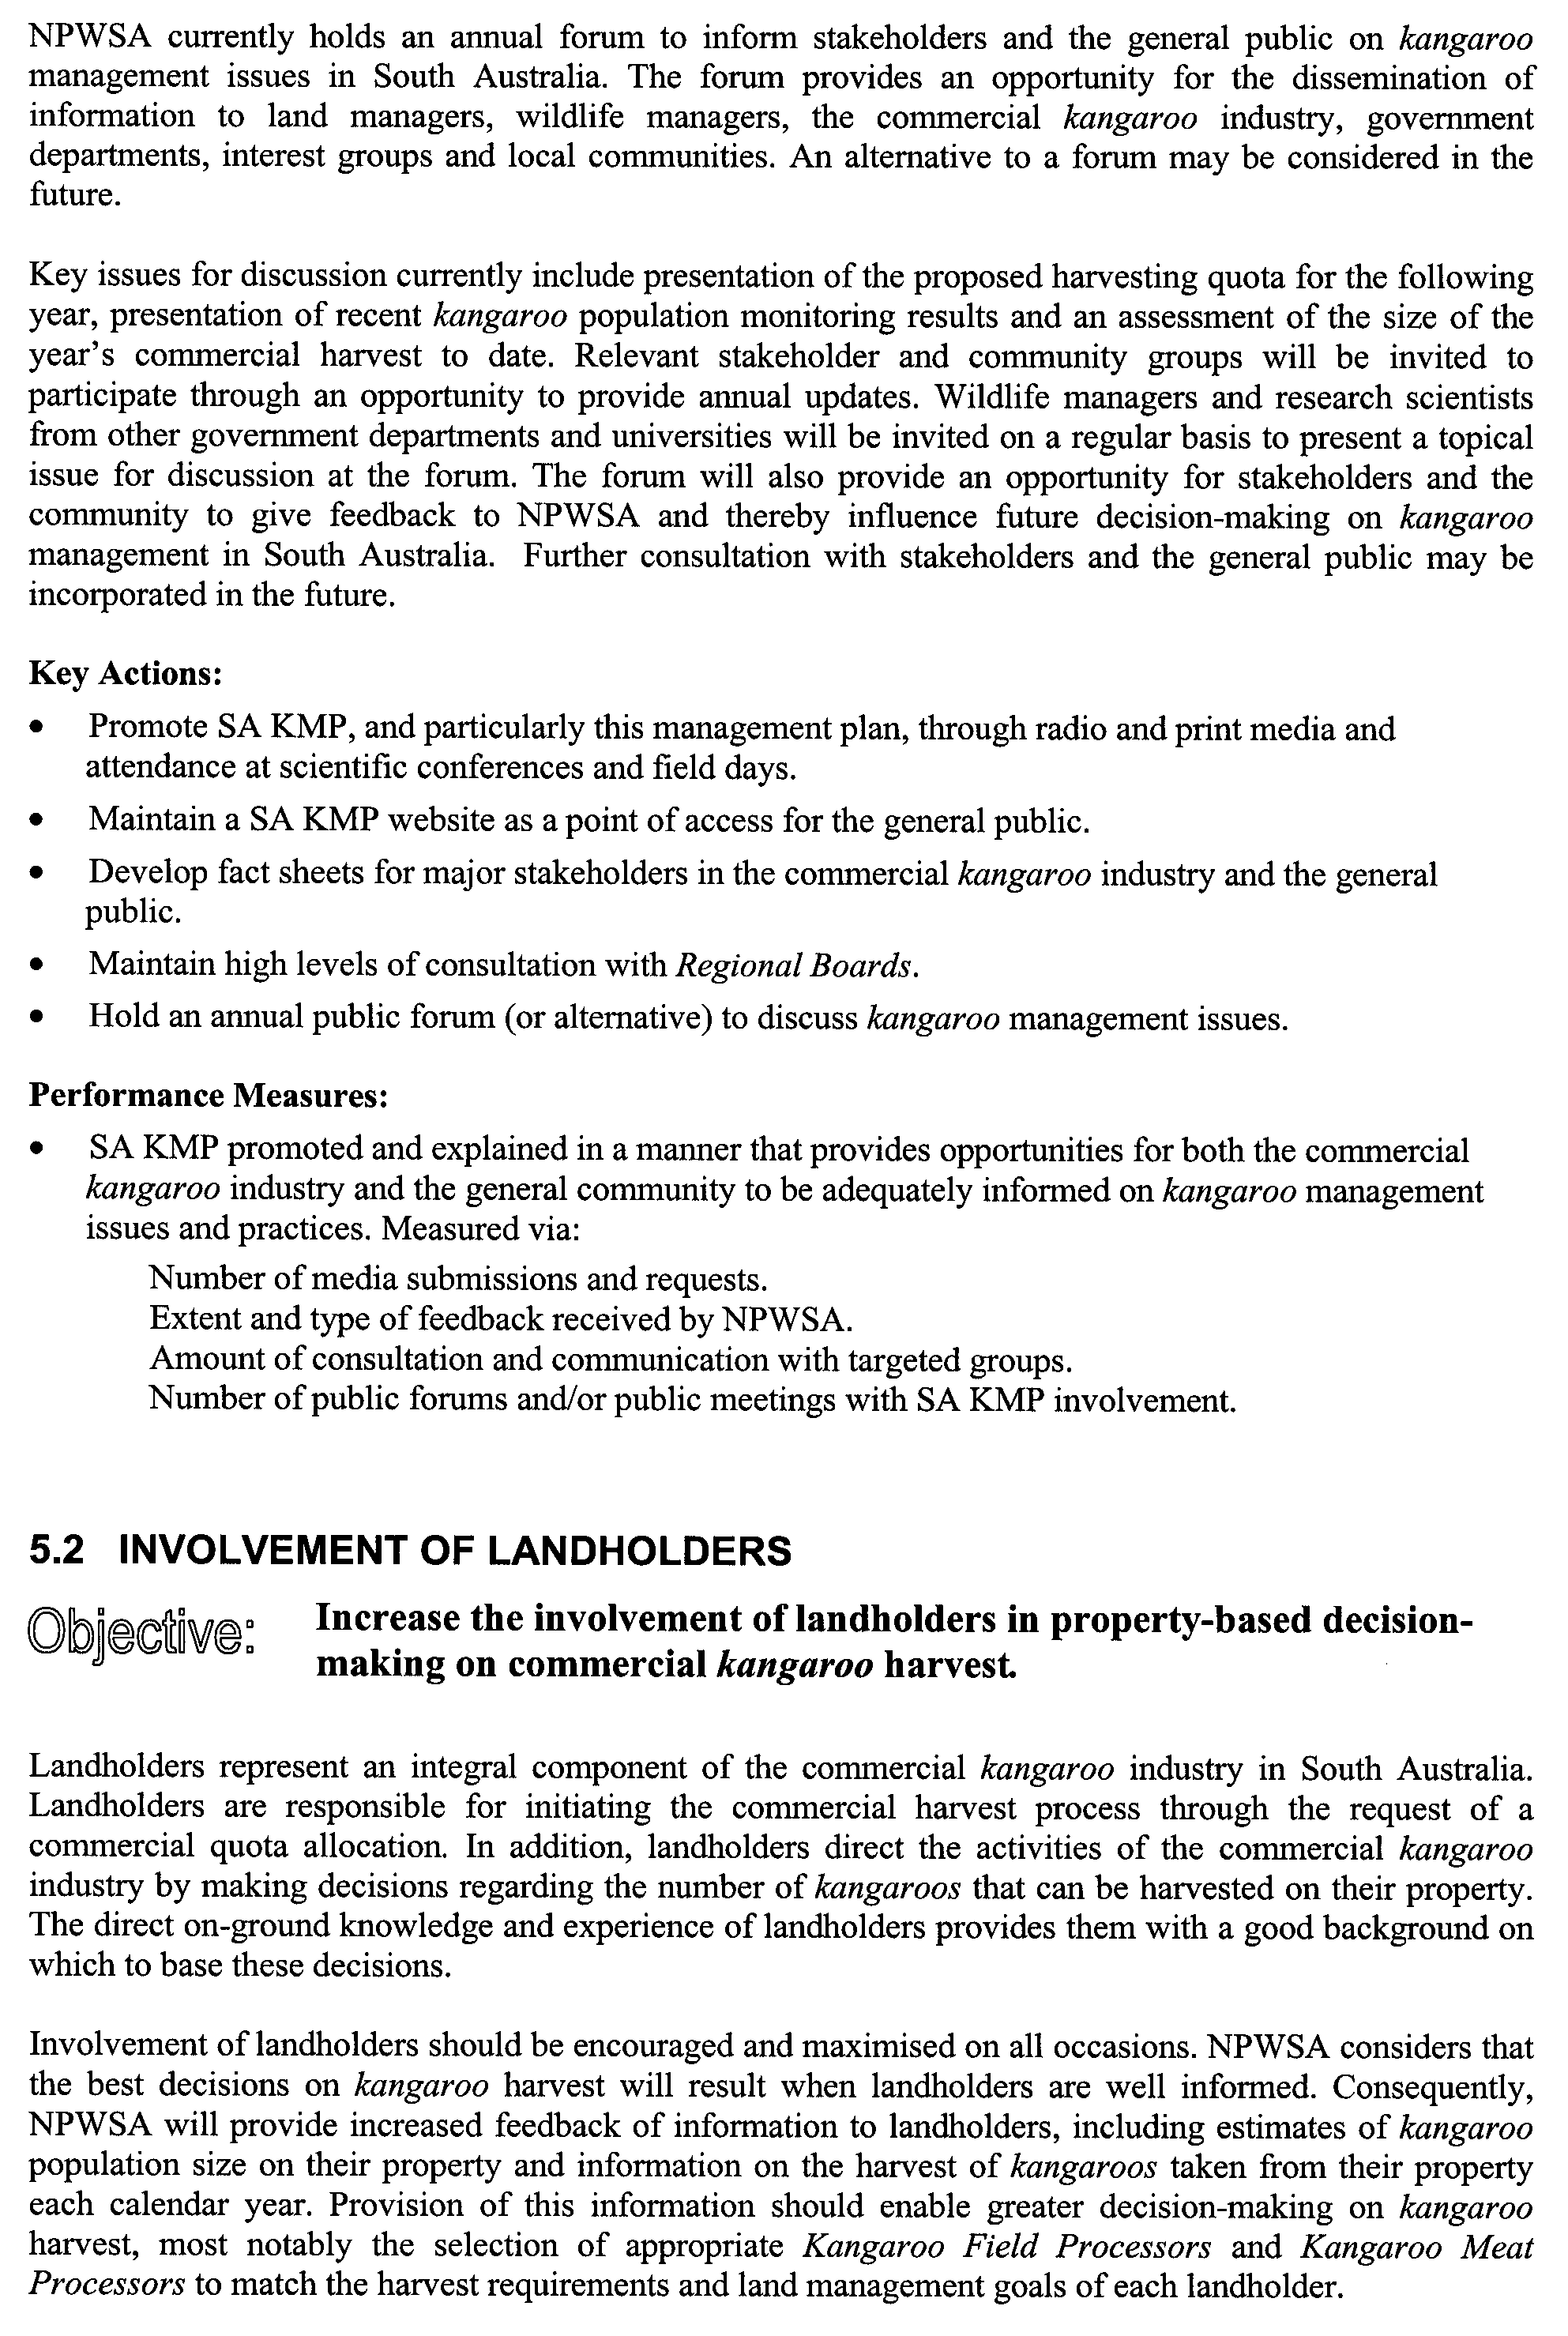 NPWSA currently holds an annual forum to inform stakeholders and the general public on kangaroo
management issues in South Australia. The forum provides an opportunity for the dissemination of
information to land managers, wildlife managers, the commercial kangaroo industry, government
departments, interest groups and local communities. An alternative to a forum may be considered in the
future.
Key issues for discussion currently include presentation of the proposed harvesting quota for the following
year, presentation of recent kangaroo population monitoring results and an assessment of the size of the
year's commercial harvest to date. Relevant stakeholder and community groups will be invited to
participate through an opportunity to provide annual updates. Wildlife managers and research scientists
from other government departments and universities will be invited on a regular basis to present a topical
issue for discussion at the forum. The forum will also provide an opportunity for stakeholders and the
community to give feedback to NPWSA and thereby influence future decision-making on kangaroo
management in South Australia. Further consultation with stakeholders and the general public may be
incorporated in the future.
Key Actions:
• Promote SA KMP, and particularly this management plan, through radio and print media and
attendance at scientific conferences and field days.
• Maintain a SA KMP website as a point of access for the general public.
• Develop fact sheets for major stakeholders in the commercial kangaroo industry and the general
public.
• Maintain high levels of consultation with Regional Boards.
• Hold an annual public forum (or alternative) to discuss kangaroo management issues.
Performance Measures:
• SA KMP promoted and explained in a manner that provides opportunities for both the commercial
kangaroo industry and the general community to be adequately informed on kangaroo management
issues and practices. Measured via:
Number of media submissions and requests.
Extent and type of feedback received by NPWSA.
Amount of consultation and communication with targeted groups.
Number of public forums and/or public meetings with SA KMP involvement.
5.2 INVOLVEMENT OF LANDHOLDERS
Objective: Increase the involvement of landholders in property-based decision-
making on commercial kangaroo harvest.
Landholders represent an integral component of the commercial kangaroo industry in South Australia.
Landholders are responsible for initiating the commercial harvest process through the request of a
commercial quota allocation. In addition, landholders direct the activities of the commercial kangaroo
industry by making decisions regarding the number of kangaroos that can be harvested on their property.
The direct on-ground knowledge and experience of landholders provides them with a good background on
which to base these decisions.
Involvement of landholders should be encouraged and maximised on all occasions. NPWSA considers that
the best decisions on kangaroo harvest will result when landholders are well informed. Consequently,
NPWSA will provide increased feedback of information to landholders, including estimates of kangaroo
population size on their property and information on the harvest of kangaroos taken from their property
each calendar year. Provision of this information should enable greater decision-making on kangaroo
harvest, most notably the selection of appropriate Kangaroo Field Processors and Kangaroo Meat
Processors to match the harvest requirements and land management goals of each landholder.